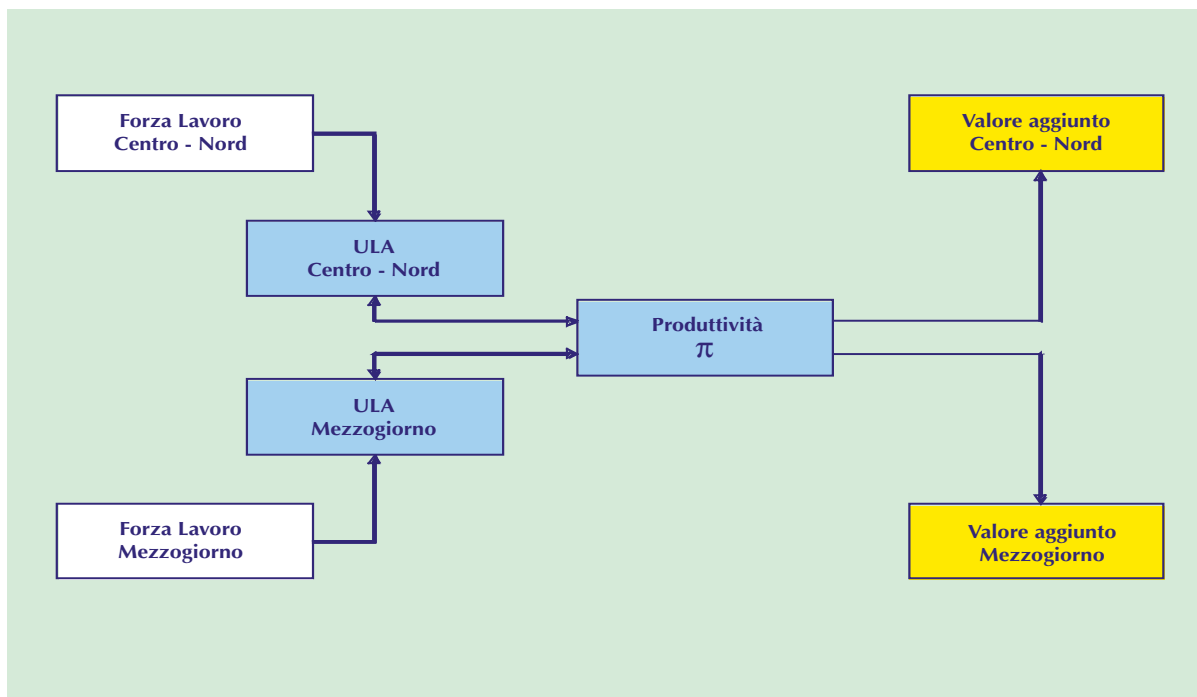 Forza Lavoro
Centro - Nord
Valore aggiunto
Centro - Nord
ULA
Centro - Nord
Produttività
π
ULA
Mezzogiorno
Forza Lavoro
Mezzogiorno
Valore aggiunto
Mezzogiorno